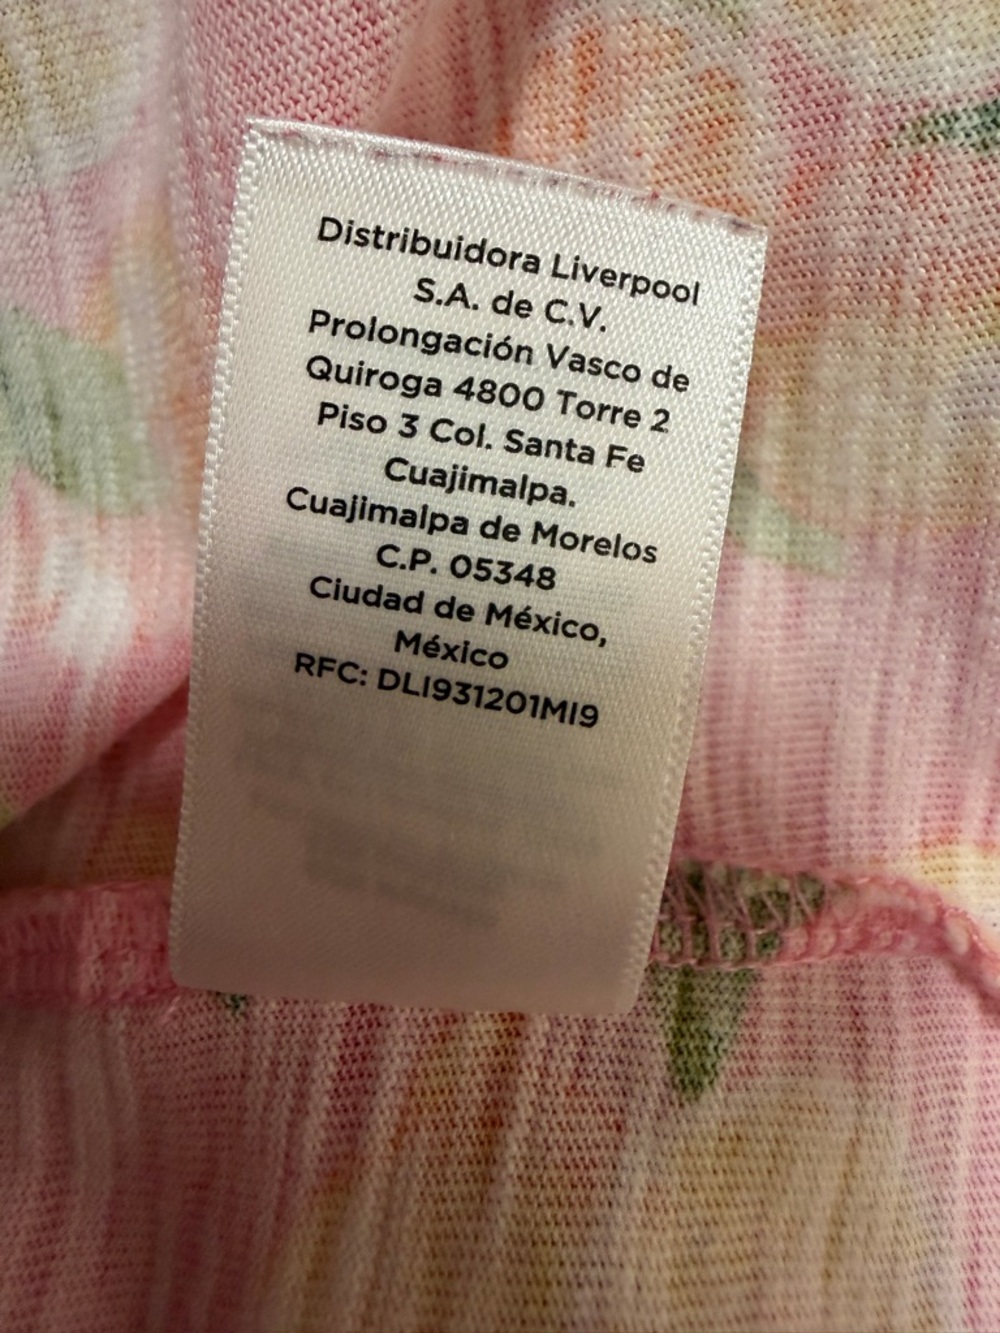 Distribuidora Liverpool
S.A. de C.V.
Prolongación Vasco de
Quiroga 4800 Torre 2
Piso 3 Col. Santa Fe
Cuajimalpa.
Cuajimalpa de Morelos
C.P. 05348
Ciudad de México,
México
RFC: DLI931201MI9